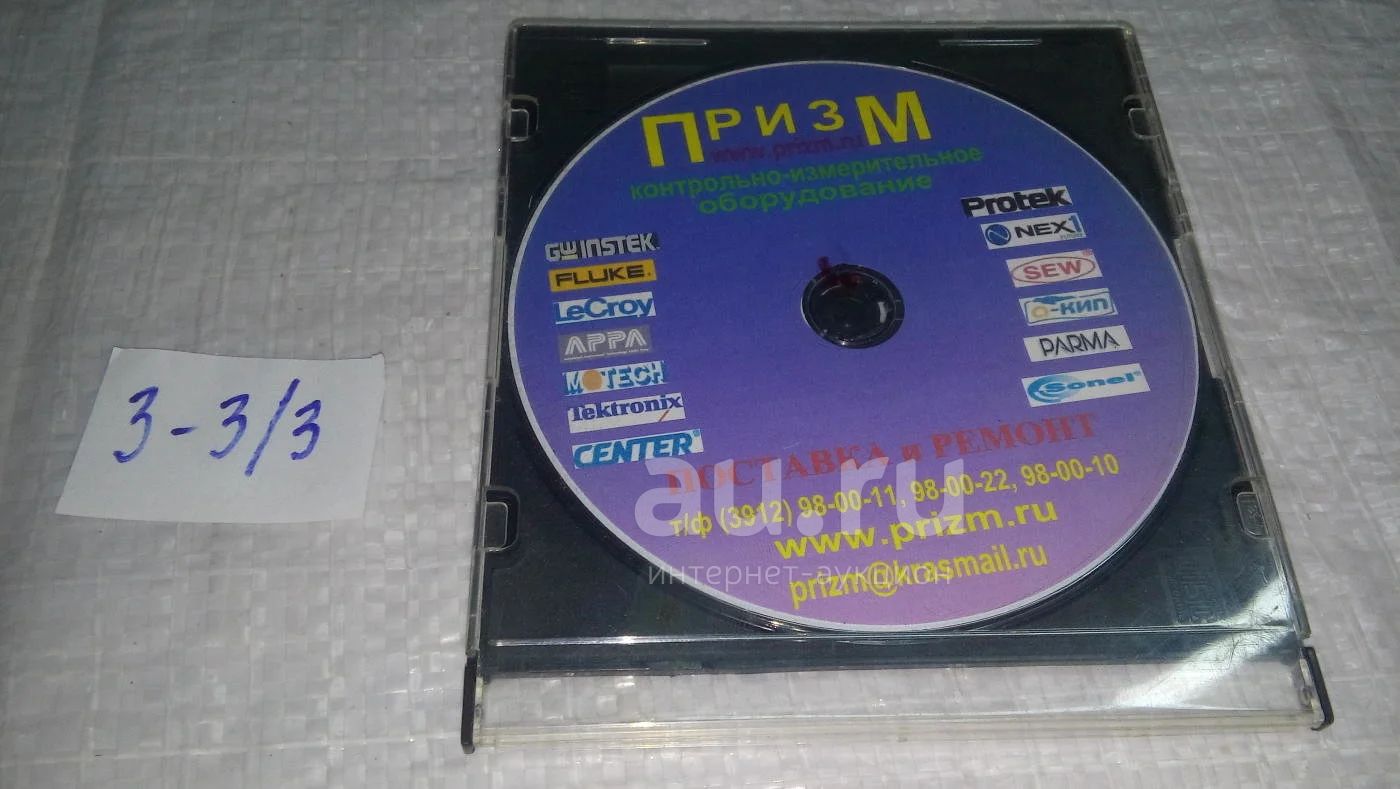 ПРИЗМ
www.prizm.ru
контрольно-измерительное
оборудование
GW INSTEK
FLUKE.
LeCroy
APPA
MOTECH
Tektronix
CENTER
Protek
NEX1
SEW
а-кип
PARMA
Sonel
ПОСТАВКА и РЕМОНТ
т/ф (3912) 98-00-11, 98-00-22, 98-00-10
www.prizm.ru
prizm@krasmail.ru
3-3/3
au.ru
интернет-аукцион